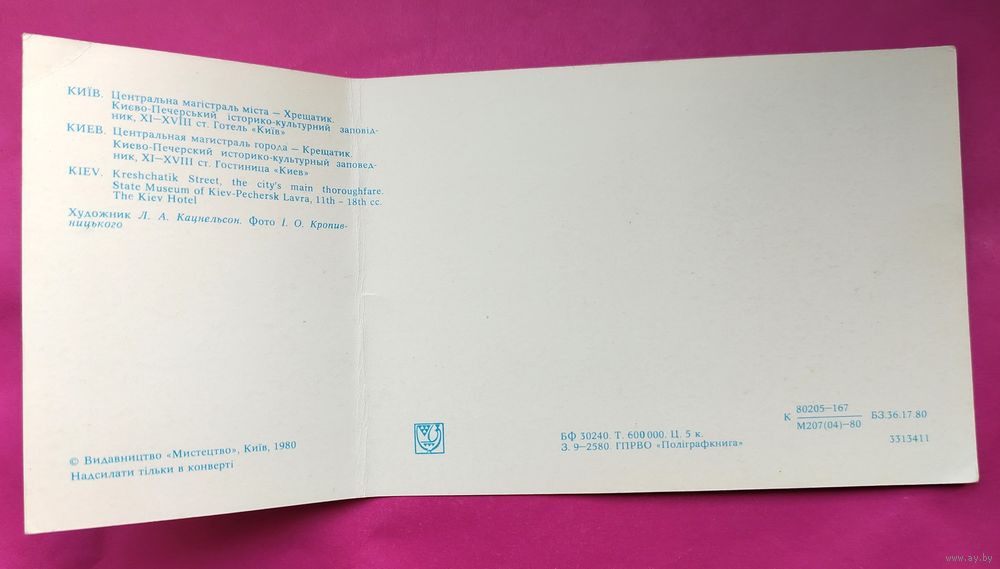 КИЇВ. Центральна магістраль міста — Хрещатик.
Києво-Печерський історико-культурний заповід-
ник, XI—XVIII ст. Готель «Київ»
КИЕВ. Центральная магистраль города — Крещатик.
Киево-Печерский историко-культурный заповед-
ник, XI—XVIII ст. Гостиница «Киев»
KIEV. Kreshchatik Street, the city's main thoroughfare.
State Museum of Kiev-Pechersk Lavra, 11th - 18th cc.
The Kiev Hotel
Художник Л. А. Кацнельсон. Фото І. О. Кропив-
ницького
© Видавництво «Мистецтво», Київ, 1980
Надсилати тільки в конверті
БФ 30240. Т. 600 000. Ц. 5 к.
З. 9—2580. ГПРВО «Поліграфкнига»
К 80205—167 БЗ.36.17.80
М207(04)—80
3313411
www.ay.by